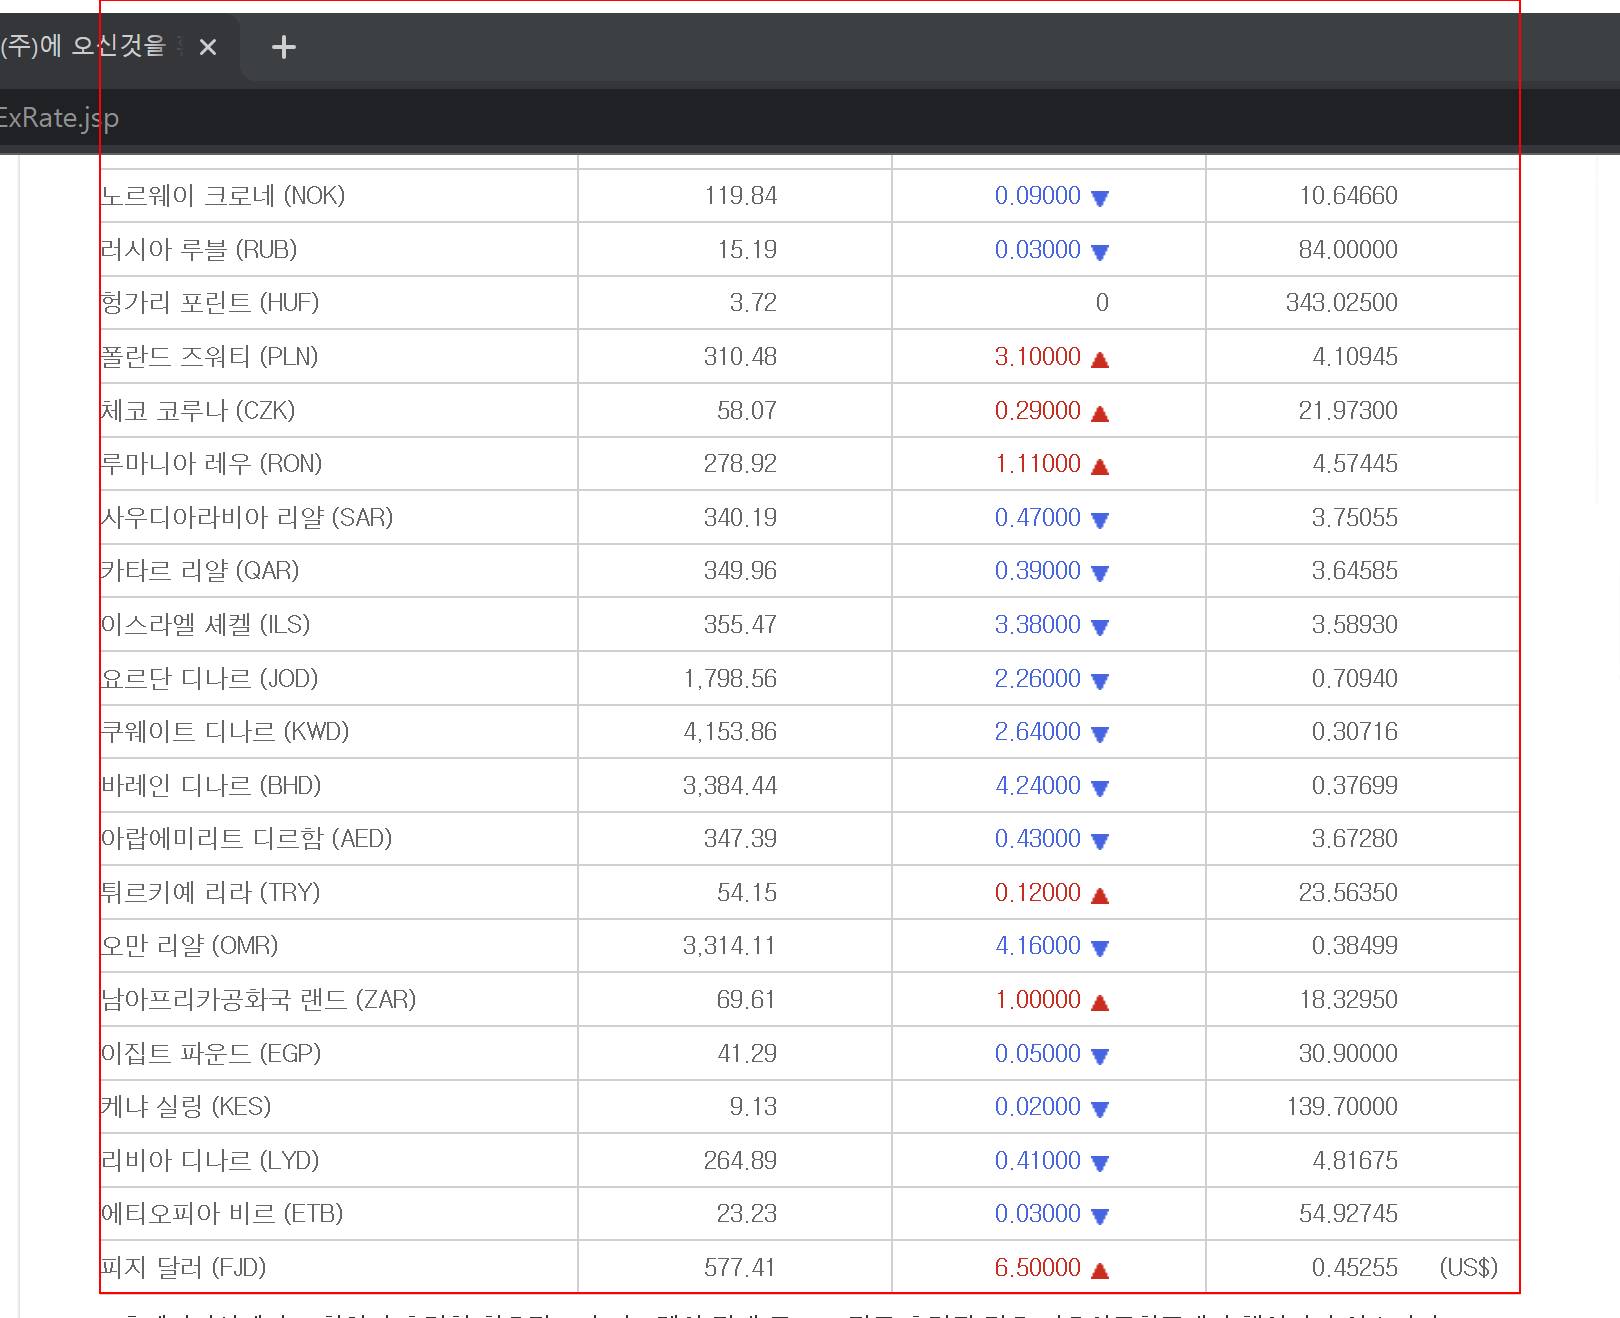 (주)에 오신것을
ExRate.jsp
노르웨이 크로네 (NOK) 119.84 0.09000 ▼ 10.64660
러시아 루블 (RUB) 15.19 0.03000 ▼ 84.00000
헝가리 포린트 (HUF) 3.72 0 343.02500
폴란드 즈워티 (PLN) 310.48 3.10000 ▲ 4.10945
체코 코루나 (CZK) 58.07 0.29000 ▲ 21.97300
루마니아 레우 (RON) 278.92 1.11000 ▲ 4.57445
사우디아라비아 리얄 (SAR) 340.19 0.47000 ▼ 3.75055
카타르 리얄 (QAR) 349.96 0.39000 ▼ 3.64585
이스라엘 셰켈 (ILS) 355.47 3.38000 ▼ 3.58930
요르단 디나르 (JOD) 1,798.56 2.26000 ▼ 0.70940
쿠웨이트 디나르 (KWD) 4,153.86 2.64000 ▼ 0.30716
바레인 디나르 (BHD) 3,384.44 4.24000 ▼ 0.37699
아랍에미리트 디르함 (AED) 347.39 0.43000 ▼ 3.67280
튀르키예 리라 (TRY) 54.15 0.12000 ▲ 23.56350
오만 리얄 (OMR) 3,314.11 4.16000 ▼ 0.38499
남아프리카공화국 랜드 (ZAR) 69.61 1.00000 ▲ 18.32950
이집트 파운드 (EGP) 41.29 0.05000 ▼ 30.90000
케냐 실링 (KES) 9.13 0.02000 ▼ 139.70000
리비아 디나르 (LYD) 264.89 0.41000 ▼ 4.81675
에티오피아 비르 (ETB) 23.23 0.03000 ▼ 54.92745
피지 달러 (FJD) 577.41 6.50000 ▲ 0.45255 (US$)